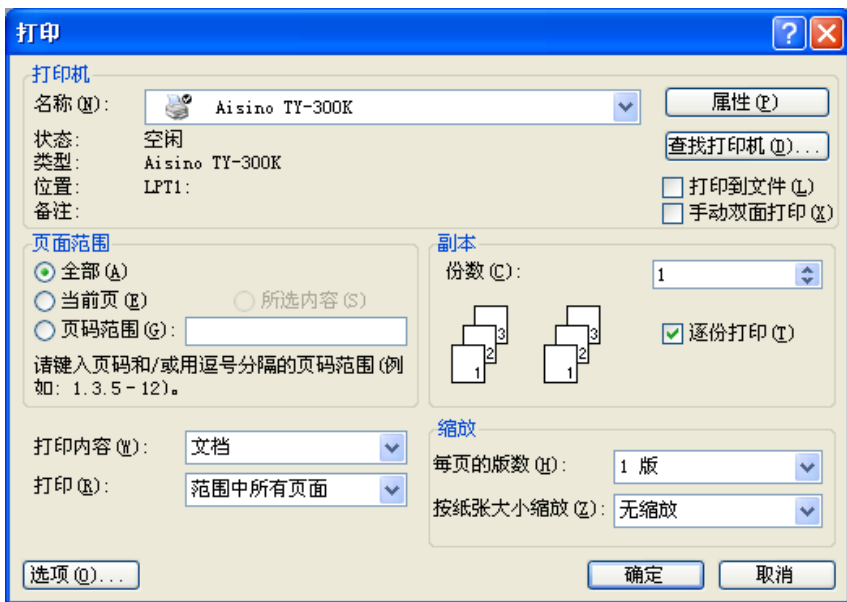 打印
打印机
名称(N):
Aisino TY-300K
属性(P)
状态:
空闲
查找打印机(D)...
类型:
Aisino TY-300K
位置:
LPT1:
打印到文件(L)
备注:
手动双面打印(X)
页面范围
全部(A)
当前页(E)
所选内容(S)
页码范围(G):
请键入页码和/或用逗号分隔的页码范围(例
如: 1.3.5-12)。
副本
份数(C):
1
1
2
3
1
2
3
逐份打印(T)
打印内容(W):
文档
打印(R):
范围中所有页面
缩放
每页的版数(H):
1 版
按纸张大小缩放(Z):
无缩放
选项(O)...
确定
取消